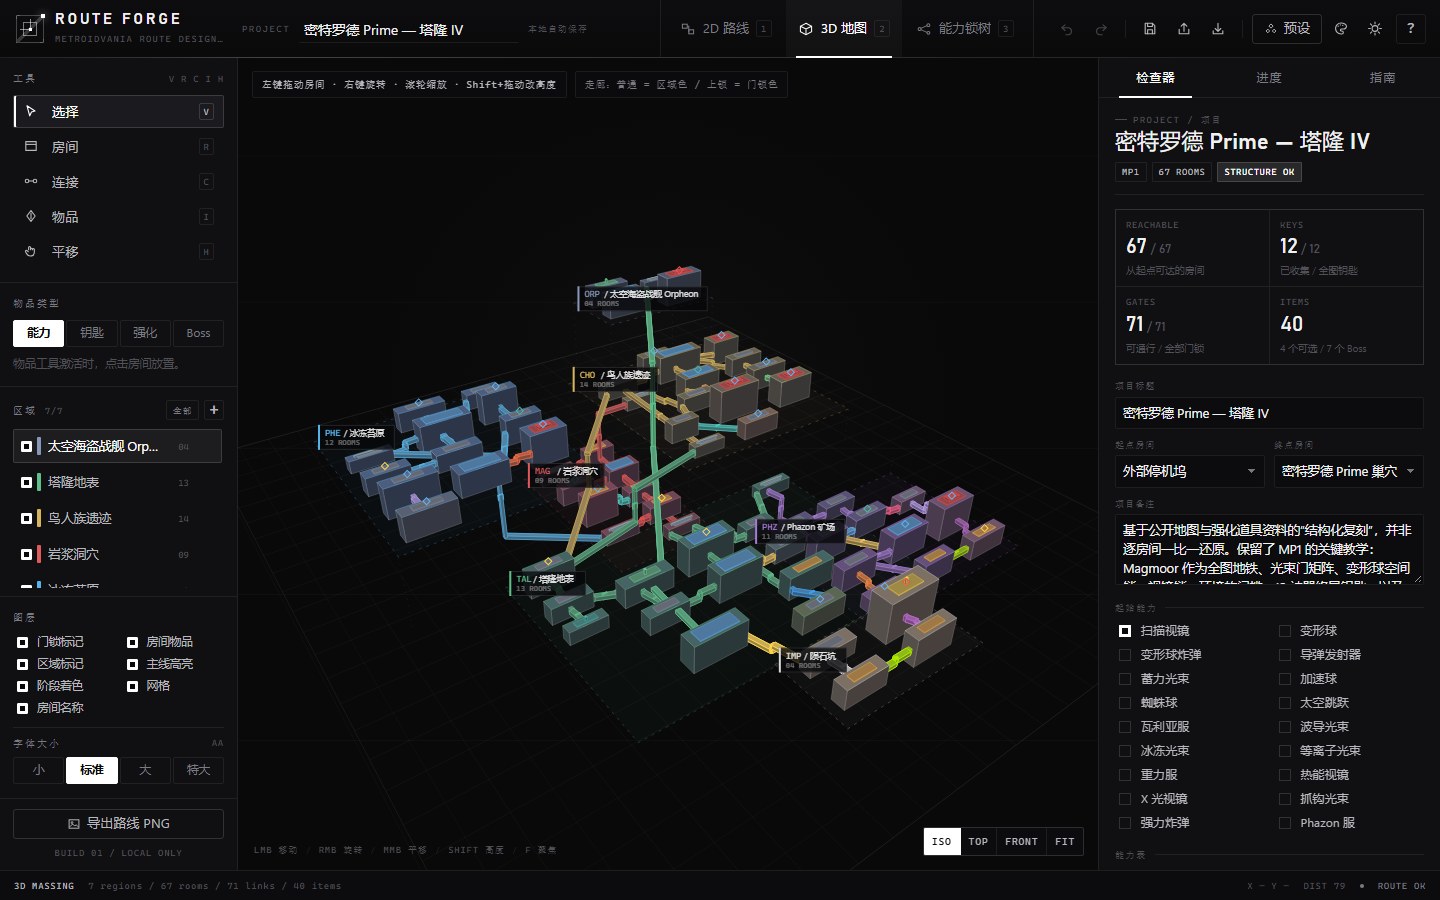 ROUTE FORGE
METROIDVANIA ROUTE DESIGN…
PROJECT
密特罗德 Prime — 塔隆 IV
本地自动保存
2D 路线 1
3D 地图 2
能力锁树 3
预设
?
工具
V R C I H
选择 V
房间 R
连接 C
物品 I
平移 H
物品类型
能力
钥匙
强化
Boss
物品工具激活时，点击房间放置。
区域 7/7
全部
+
太空海盗战舰 Orp... 04
塔隆地表 13
鸟人族遗迹 14
岩浆洞穴 09
冰冻苔原
图层
门锁标记
房间物品
区域标记
主线高亮
阶段着色
网格
房间名称
字体大小 AA
小
标准
大
特大
导出路线 PNG
BUILD 01 / LOCAL ONLY
左键拖动房间 · 右键旋转 · 滚轮缩放 · Shift+拖动改高度
走廊: 普通 = 区域色 / 上锁 = 门锁色
ORP / 太空海盗战舰 Orpheon
04 ROOMS
CHO / 鸟人族遗迹
14 ROOMS
PHE / 冰冻苔原
12 ROOMS
MAG / 岩浆洞穴
09 ROOMS
PHZ / Phazon 矿场
11 ROOMS
TAL / 塔隆地表
13 ROOMS
IMP / 陨石坑
04 ROOMS
LMB 移动 / RMB 旋转 / MMB 平移 / SHIFT 高度 / F 聚焦
ISO
TOP
FRONT
FIT
检查器
进度
指南
PROJECT / 项目
密特罗德 Prime — 塔隆 IV
MP1
67 ROOMS
STRUCTURE OK
REACHABLE
67 / 67
从起点可达的房间
KEYS
12 / 12
已收集 / 全图钥匙
GATES
71 / 71
可通行 / 全部门锁
ITEMS
40
4 个可选 / 7 个 Boss
项目标题
密特罗德 Prime — 塔隆 IV
起点房间
外部停机坞
终点房间
密特罗德 Prime 巢穴
项目备注
基于公开地图与强化道具资料的“结构化复刻”，并非
逐房间一比一还原。保留了 MP1 的关键教学：
Magmoor 作为全图地铁、光束门矩阵、变形球空间
起始能力
扫描视镜
变形球
变形球炸弹
导弹发射器
蓄力光束
加速球
蜘蛛球
太空跳跃
瓦利亚服
波导光束
冰冻光束
等离子光束
重力服
热能视镜
X 光视镜
抓钩光束
强力炸弹
Phazon 服
能力表
3D MASSING
7 regions / 67 rooms / 71 links / 40 items
X — Y — DIST 79 ● ROUTE OK